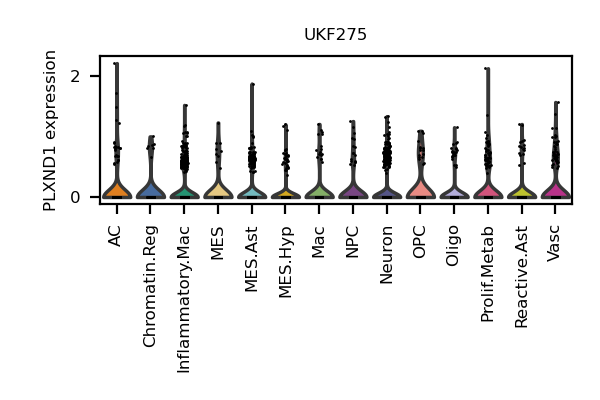 UKF275
PLXND1 expression
2
0
AC
Chromatin.Reg
Inflammatory.Mac
MES
MES.Ast
MES.Hyp
Mac
NPC
Neuron
OPC
Oligo
Prolif.Metab
Reactive.Ast
Vasc